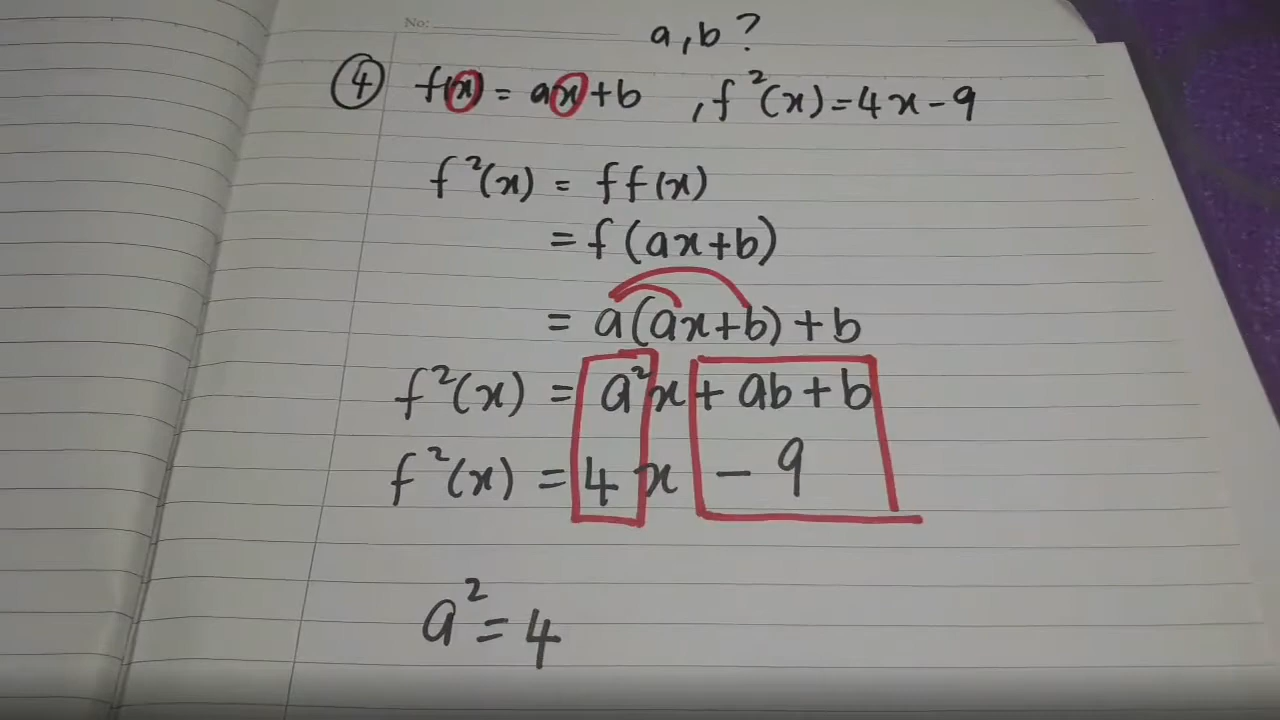 No:
a, b ?
④ f(x) = ax + b , f²(x) = 4x - 9
f²(x) = ff(x)
= f(ax+b)
= a(ax+b) + b
f²(x) = a²x + ab + b
f²(x) = 4x - 9
a² = 4